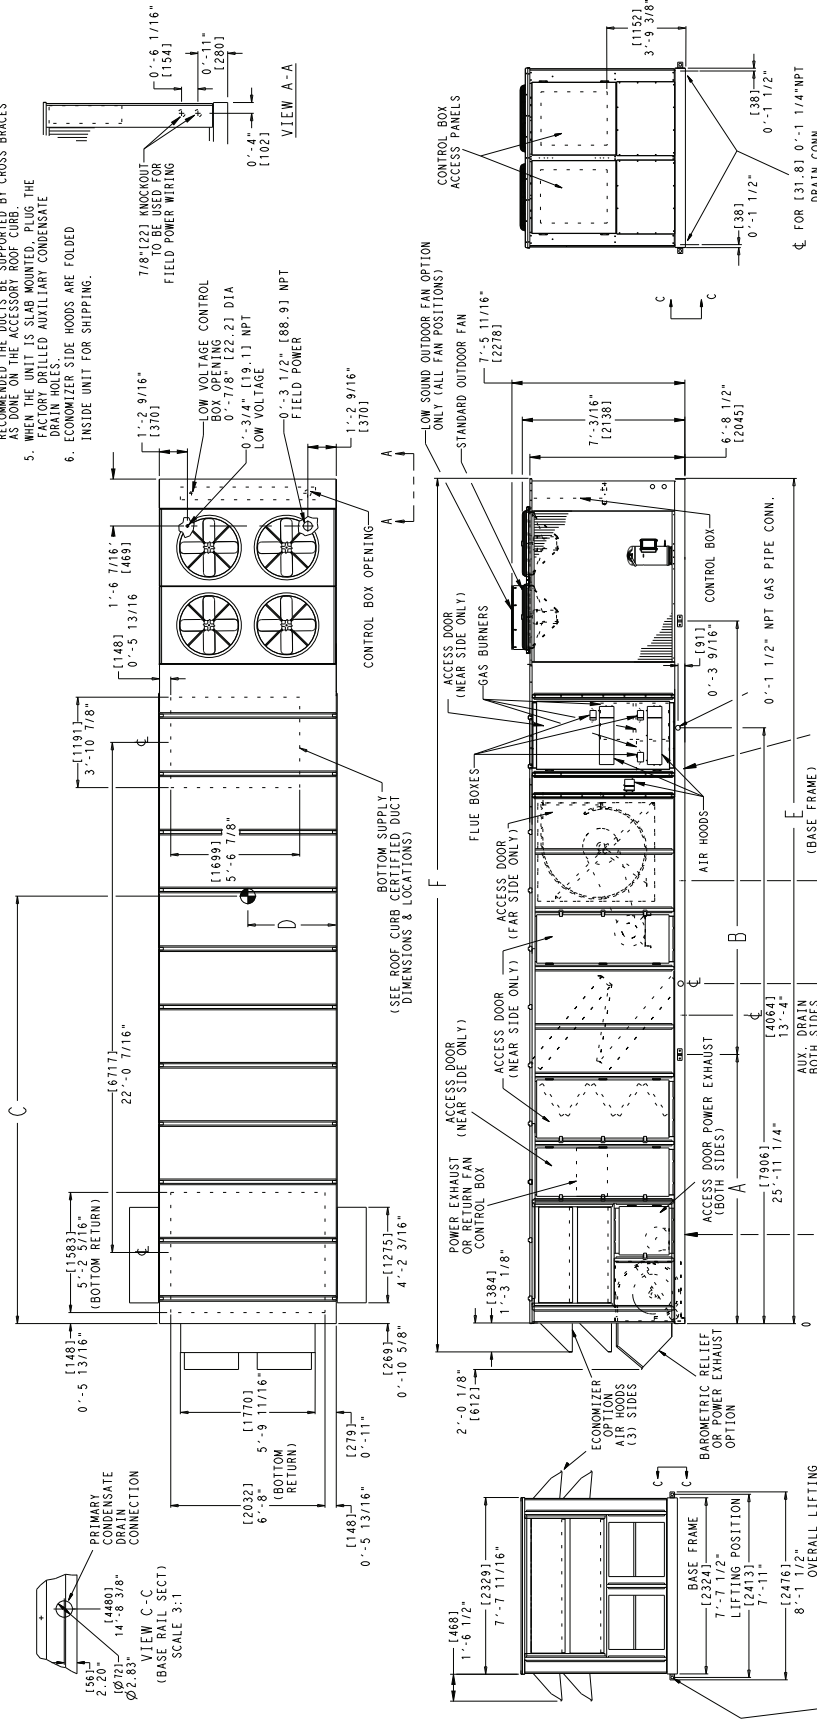 RECOMMENDED THE DUCTS BE SUPPORTED BY CROSS BRACES
AS DONE ON THE ACCESSORY ROOF CURB.
5. WHEN THE UNIT IS SLAB MOUNTED, PLUG THE
FACTORY DRILLED AUXILIARY CONDENSATE
DRAIN HOLES.
6. ECONOMIZER SIDE HOODS ARE FOLDED
INSIDE UNIT FOR SHIPPING.
7/8"[22] KNOCKOUT
TO BE USED FOR
FIELD POWER WIRING
0'-6 1/16"
[154]
0'-11"
[280]
0'-4"
[102]
VIEW A-A
[56]
2.20"
[Ø72]
Ø2.83"
[4480]
14'-8 3/8"
PRIMARY
CONDENSATE
DRAIN
CONNECTION
VIEW C-C
(BASE RAIL SECT)
SCALE 3:1
C
[148]
0'-5 13/16"
[1583]
5'-2 5/16"
(BOTTOM RETURN)
℄
[6717]
22'-0 7/16"
[1191]
3'-10 7/8"
℄
[148]
0'-5 13/16
1'-6 7/16'
[469]
1'-2 9/16"
[370]
LOW VOLTAGE CONTROL
BOX OPENING
0'-7/8" [22.2] DIA
0'-3/4" [19.1] NPT
LOW VOLTAGE
0'-3 1/2" [88.9] NPT
FIELD POWER
1'-2 9/16"
[370]
A
A
CONTROL BOX OPENING
[1699]
5'-6 7/8"
D
BOTTOM SUPPLY
(SEE ROOF CURB CERTIFIED DUCT
DIMENSIONS & LOCATIONS)
[1770]
5'-9 11/16"
[2032]
6'-8"
(BOTTOM
RETURN)
[279]
0'-11"
[148]
0'-5 13/16"
[269]
0'-10 5/8"
[1275]
4'-2 3/16"
CONTROL BOX
ACCESS PANELS
[1152]
3'-9 3/8"
[38]
0'-1 1/2"
[38]
0'-1 1/2"
℄ FOR [31.8] 0'-1 1/4"NPT
DRAIN CONN
C
C
LOW SOUND OUTDOOR FAN OPTION
ONLY (ALL FAN POSITIONS)
STANDARD OUTDOOR FAN
7'-5 11/16"
[2278]
7'-3/16"
[2138]
6'-8 1/2"
[2045]
F
POWER EXHAUST
OR RETURN FAN
CONTROL BOX
ACCESS DOOR
(NEAR SIDE ONLY)
ACCESS DOOR
(NEAR SIDE ONLY)
ACCESS DOOR
(FAR SIDE ONLY)
FLUE BOXES
ACCESS DOOR
(NEAR SIDE ONLY)
GAS BURNERS
CONTROL BOX
AIR HOODS
[91]
0'-3 9/16"
0'-1 1/2" NPT GAS PIPE CONN.
[384]
1'-3 1/8"
2'-0 1/8"
[612]
ECONOMIZER
OPTION
AIR HOODS
(3) SIDES
BAROMETRIC RELIEF
OR POWER EXHAUST
OPTION
ACCESS DOOR POWER EXHAUST
(BOTH SIDES)
A
B
℄
℄
[7906]
25'-11 1/4"
[4064]
13'-4"
E
(BASE FRAME)
AUX. DRAIN
BOTH SIDES
0
[468]
1'-6 1/2"
[2329]
7'-7 11/16"
C
C
BASE FRAME
[2324]
7'-7 1/2"
LIFTING POSITION
[2413]
7'-11"
[2476]
8'-1 1/2"
OVERALL LIFTING